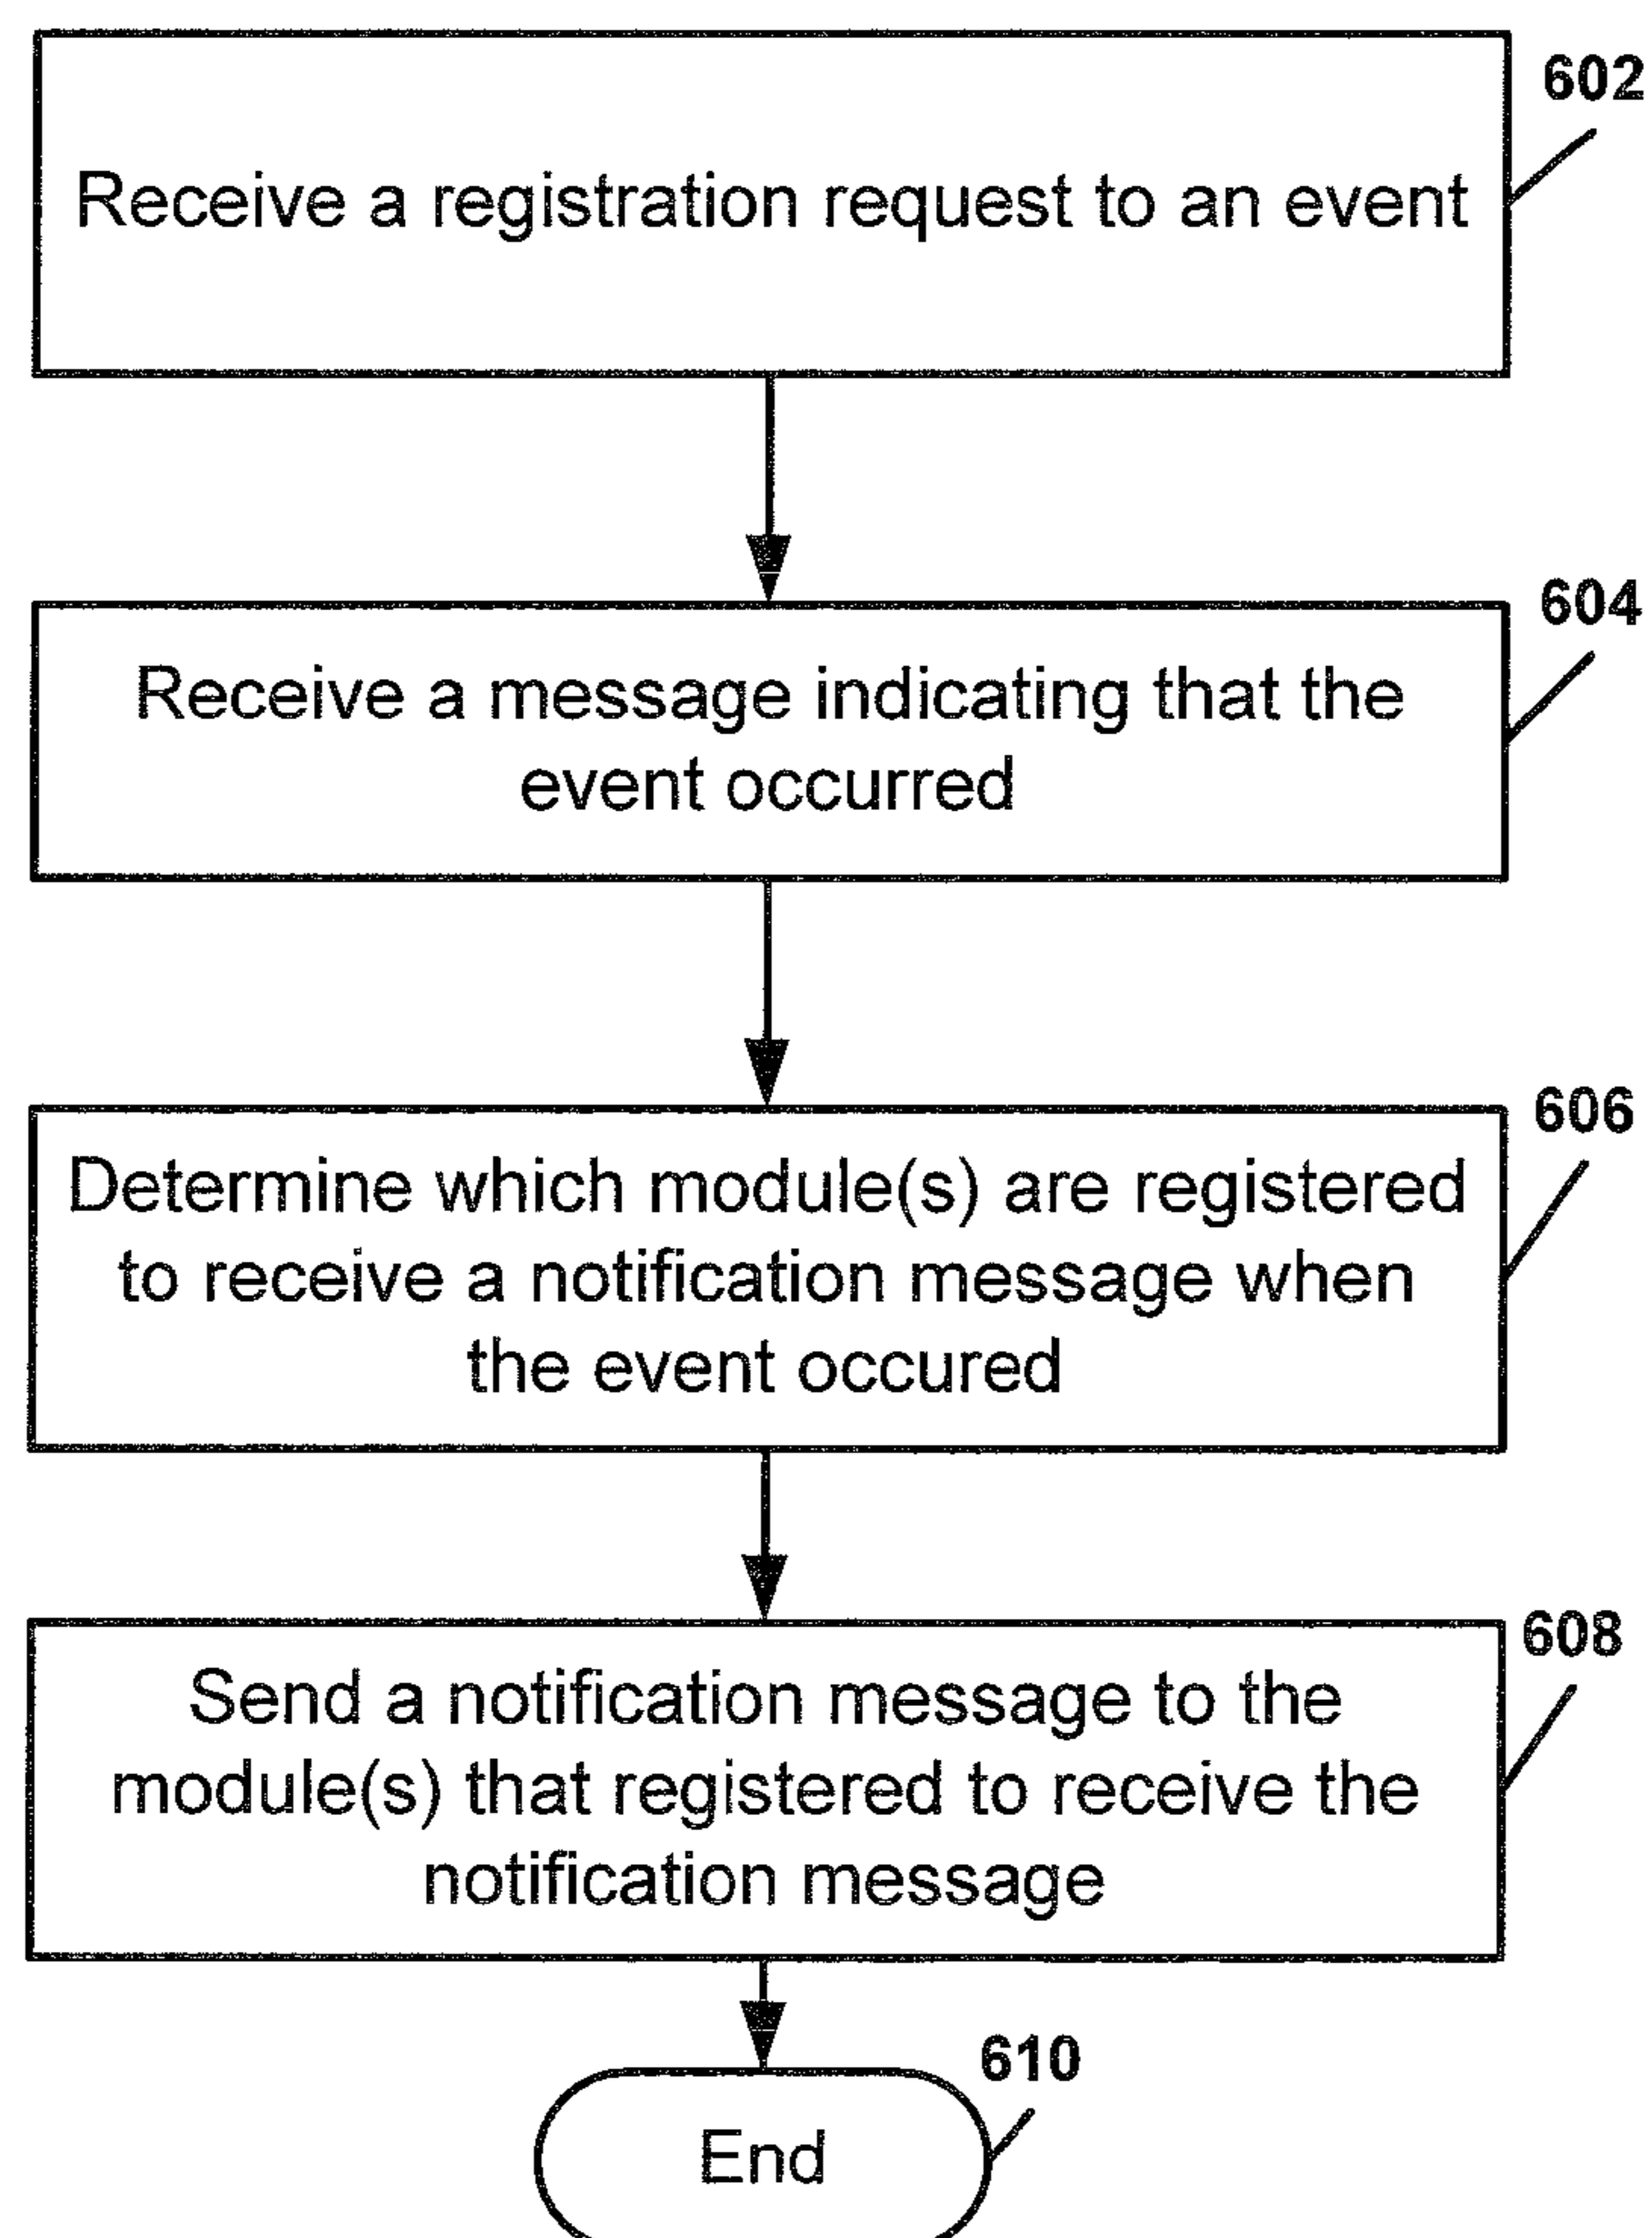 602
Receive a registration request to an event
604
Receive a message indicating that the
event occurred
606
Determine which module(s) are registered
to receive a notification message when
the event occured
608
Send a notification message to the
module(s) that registered to receive the
notification message
610
End